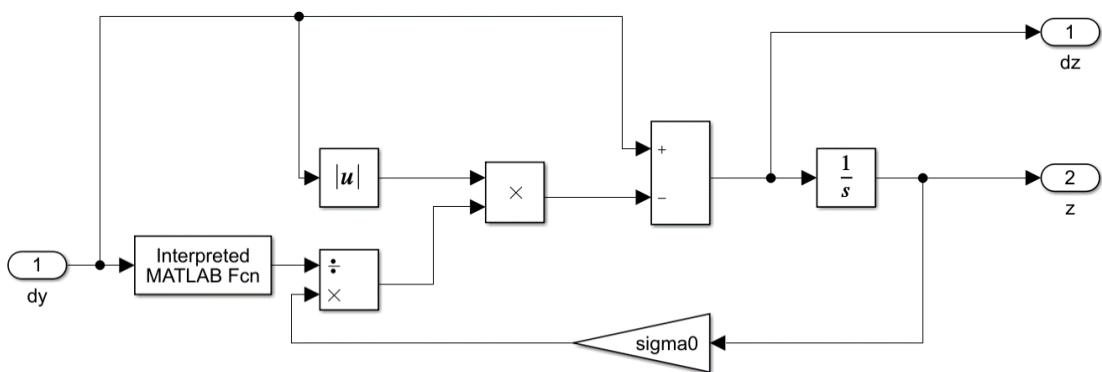 1
dz
+
|u|
1
s
×
−
2
z
Interpreted
MATLAB Fcn
÷
×
1
dy
sigma0